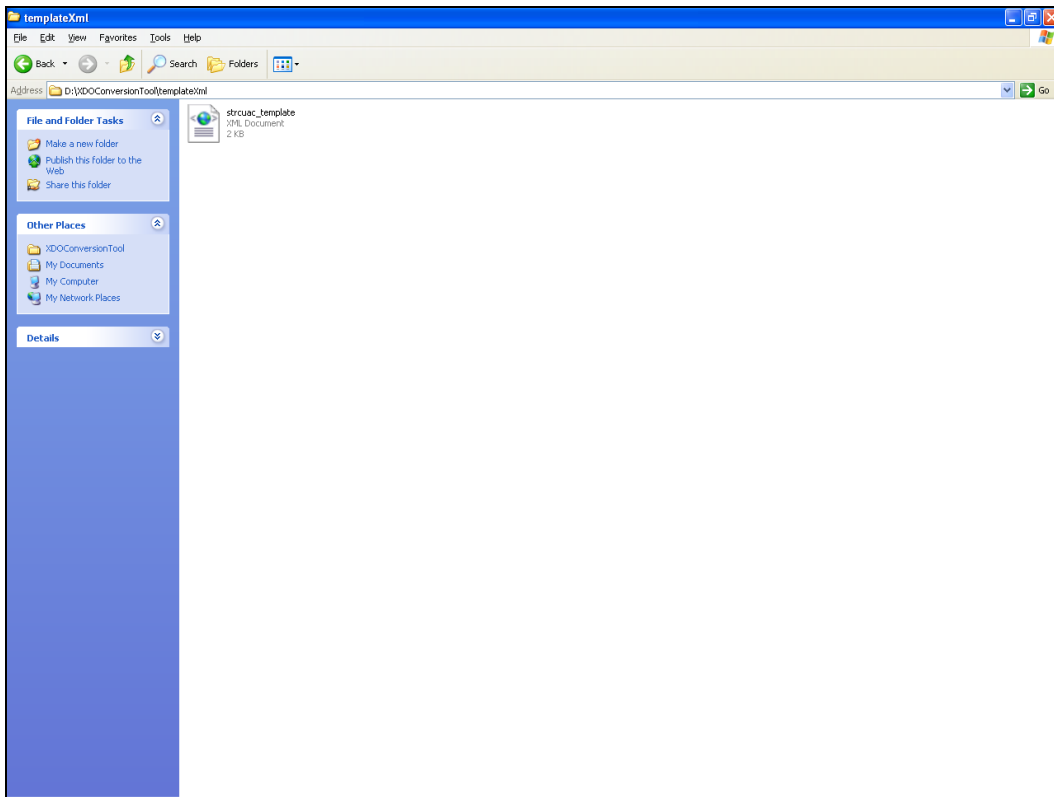 templateXml
File Edit View Favorites Tools Help
Back Search Folders
Address D:\XDOConversionTool\templateXml Go
File and Folder Tasks
Make a new folder
Publish this folder to the
Web
Share this folder
Other Places
XDOConversionTool
My Documents
My Computer
My Network Places
Details
strcuac_template
XML Document
2 KB